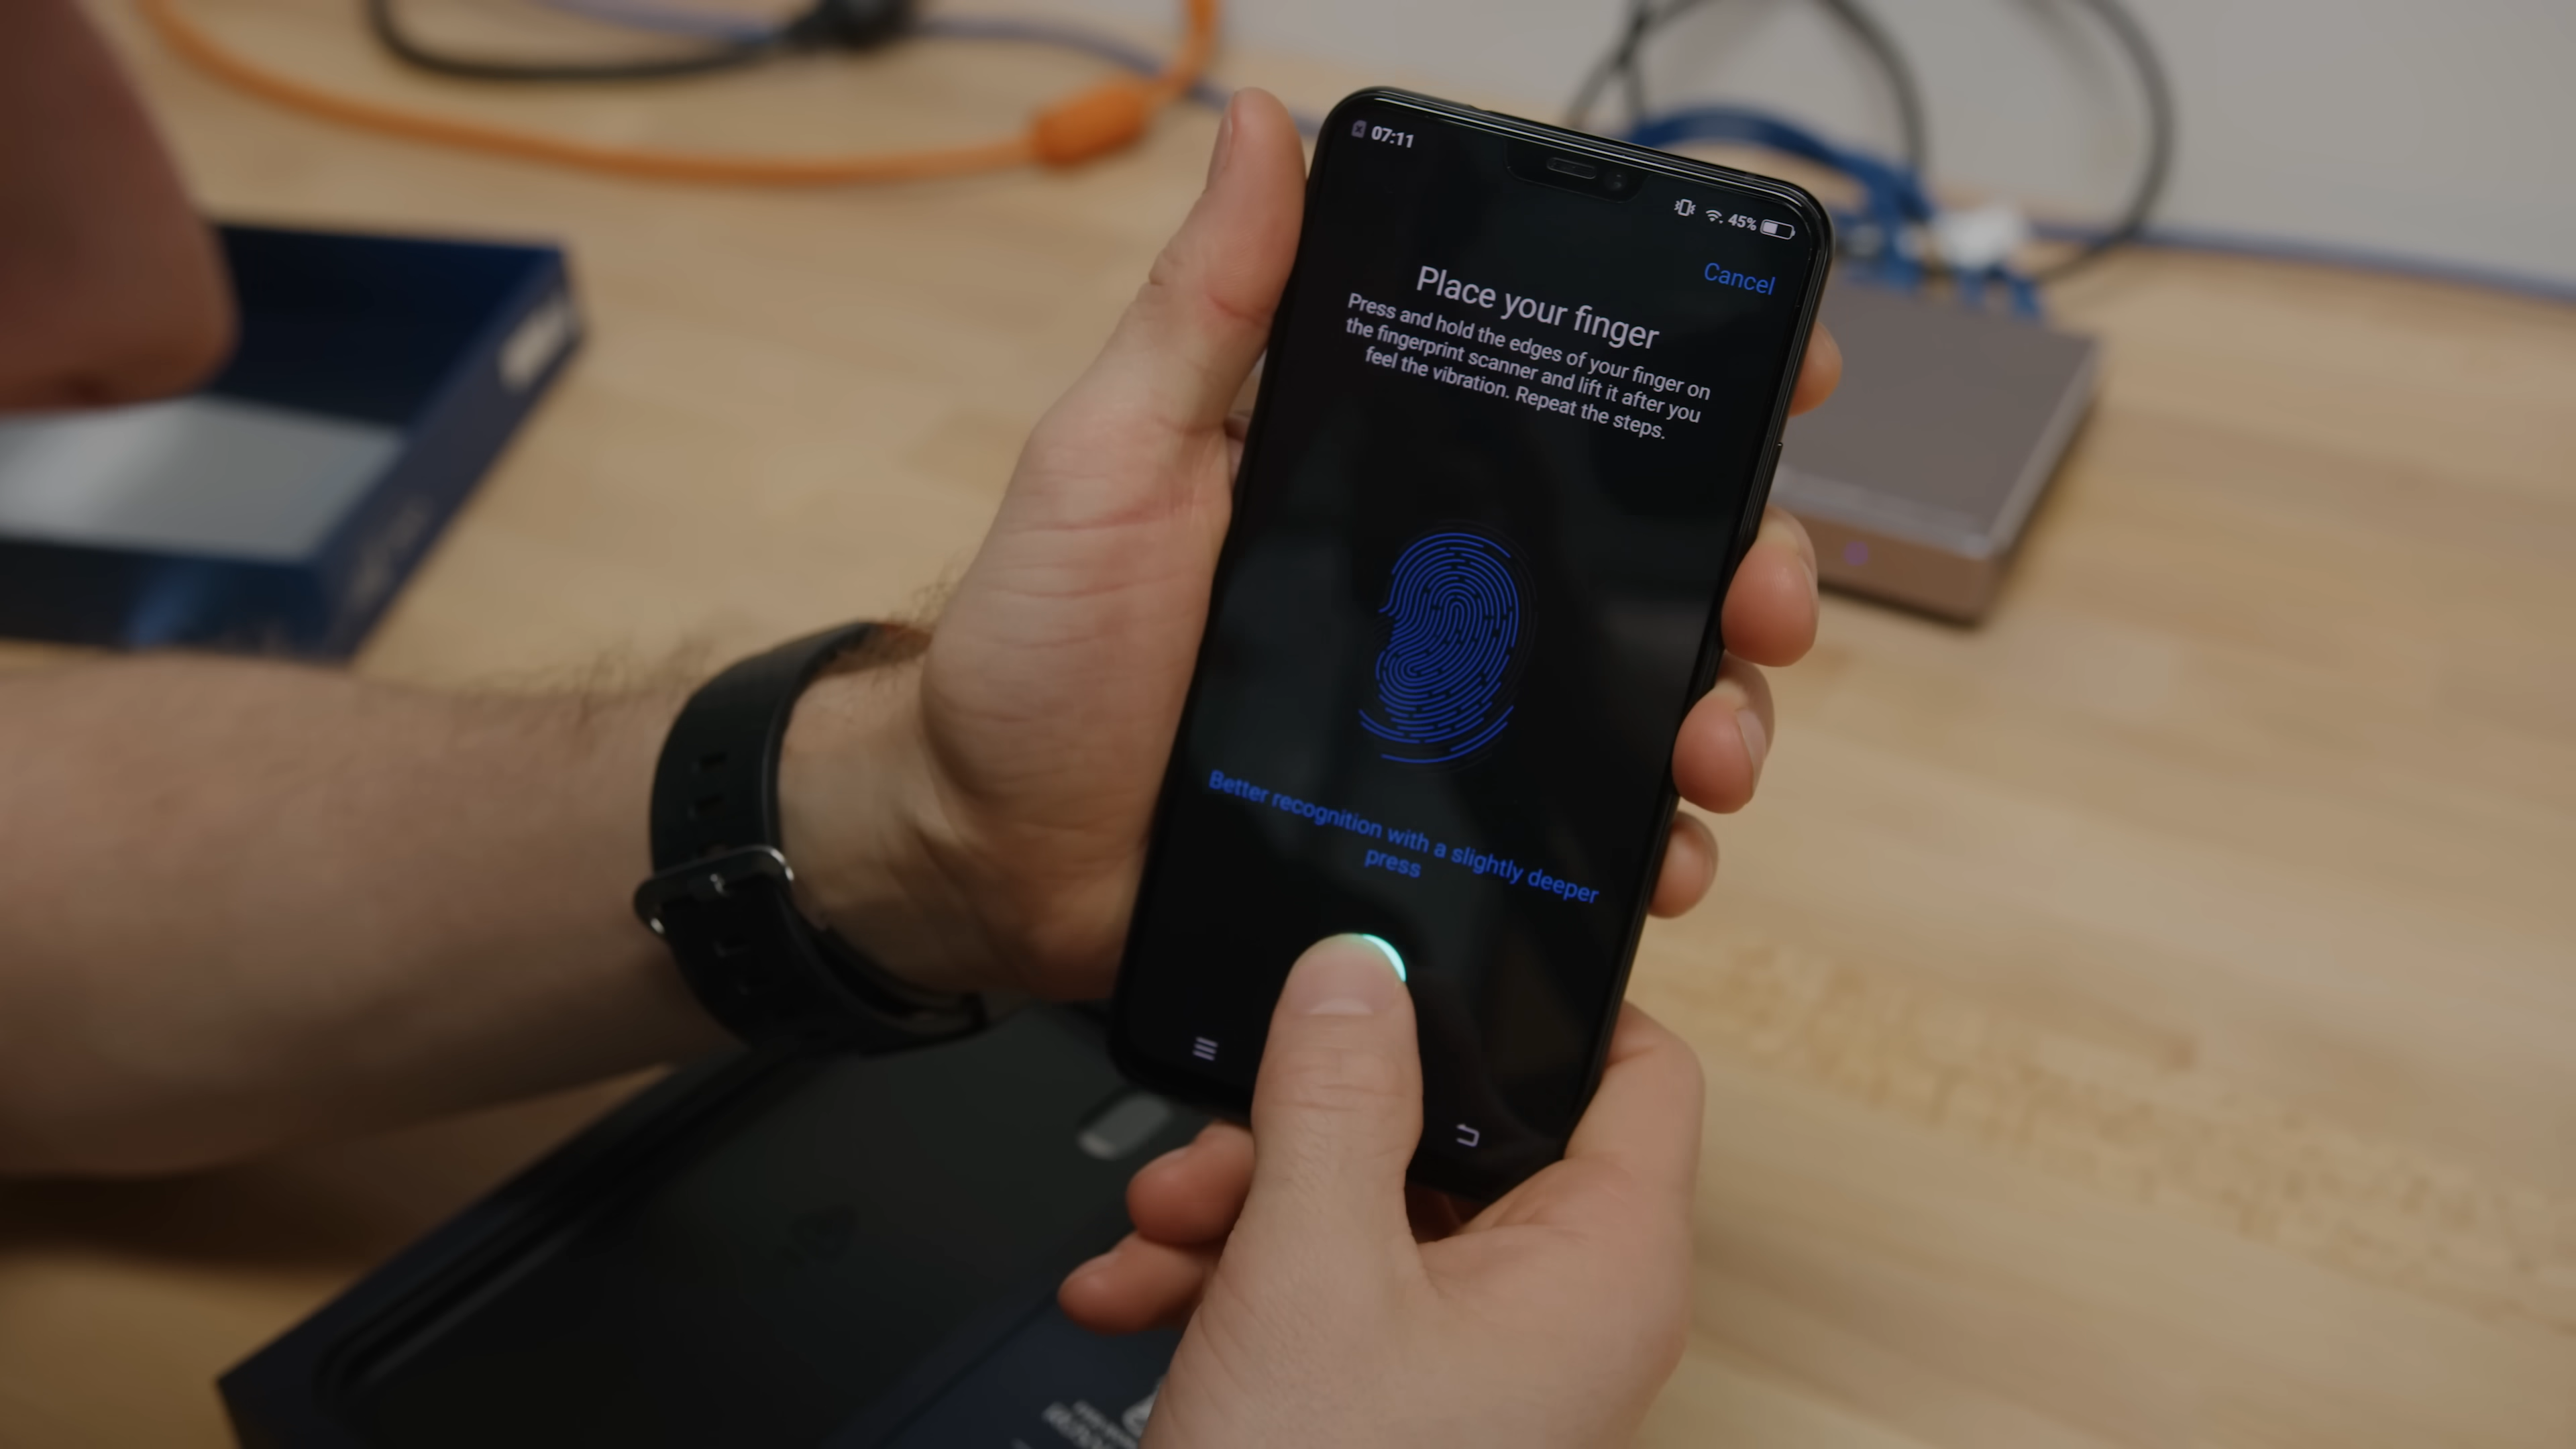 07:11
45%
Cancel
Place your finger
Press and hold the edges of your finger on
the fingerprint scanner and lift it after you
feel the vibration. Repeat the steps.
Better recognition with a slightly deeper
press